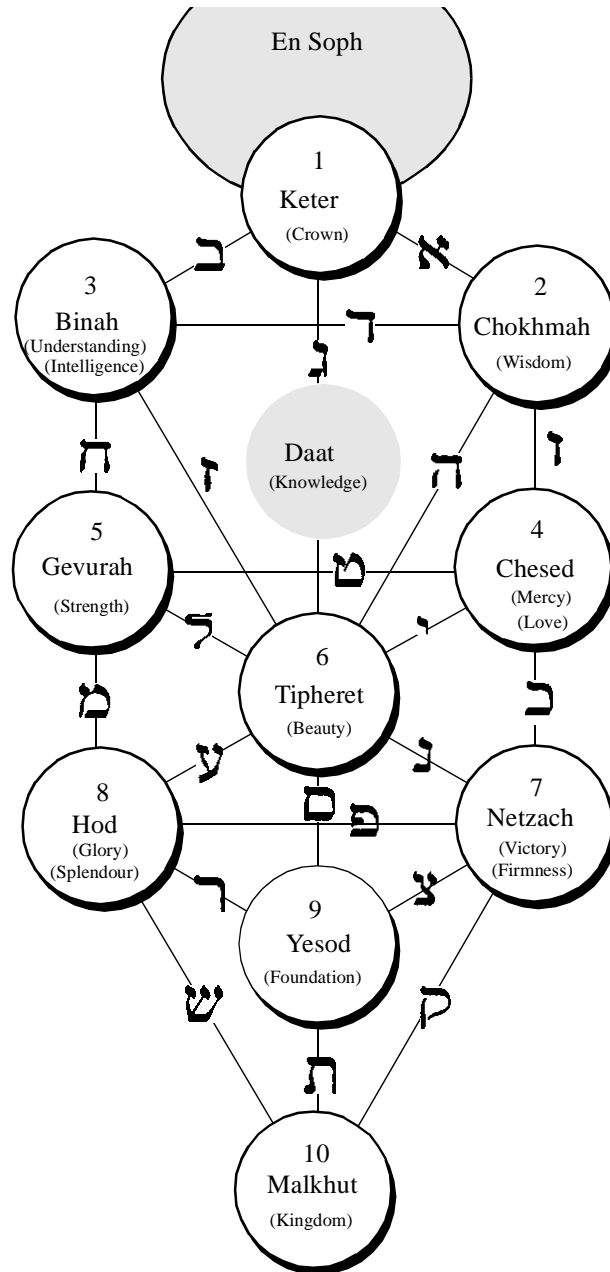 En Soph
1
Keter
(Crown)
ב
א
3
Binah
(Understanding)
(Intelligence)
2
Chokhmah
(Wisdom)
ד
ג
ח
ז
Daat
(Knowledge)
ה
ו
5
Gevurah
(Strength)
ט
4
Chesed
(Mercy)
(Love)
ל
י
6
Tipheret
(Beauty)
מ
כ
ע
נ
8
Hod
(Glory)
(Splendour)
ס
פ
7
Netzach
(Victory)
(Firmness)
ר
צ
9
Yesod
(Foundation)
ש
ק
ת
10
Malkhut
(Kingdom)